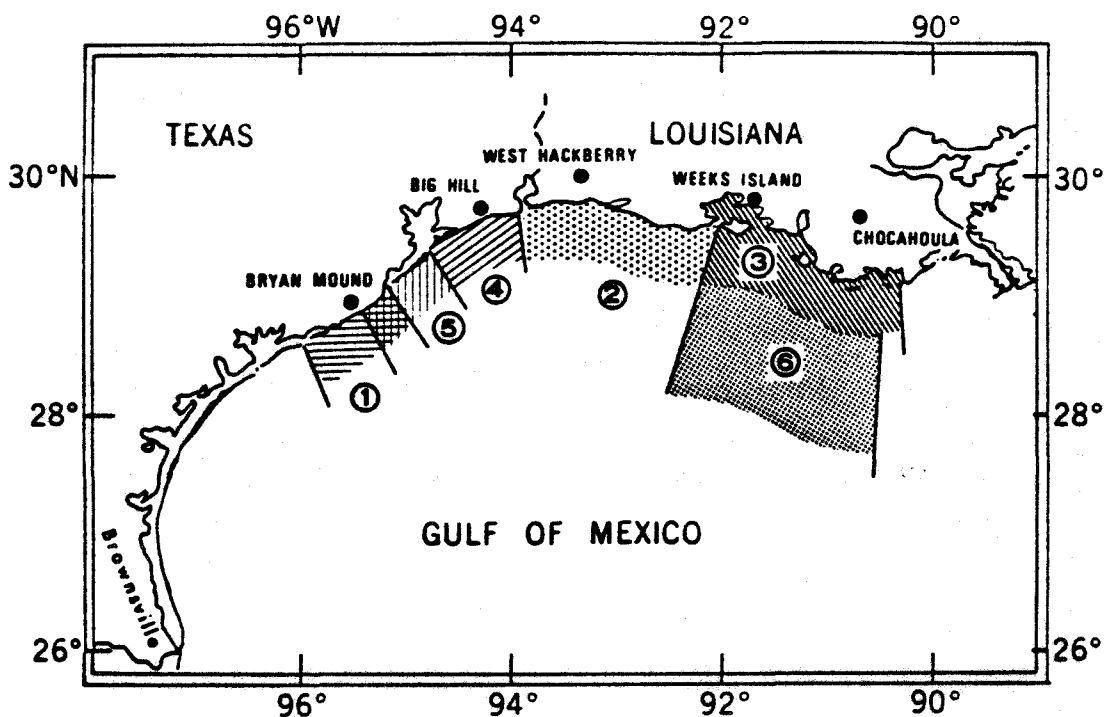 96°W 94° 92° 90°
TEXAS
LOUISIANA
WEST HACKBERRY
30°N
30°
BIG HILL
WEEKS ISLAND
CHOCAHOULA
③
BRYAN MOUND
④
②
⑤
⑥
①
28°
28°
GULF OF MEXICO
Brownsville
26°
26°
96° 94° 92° 90°